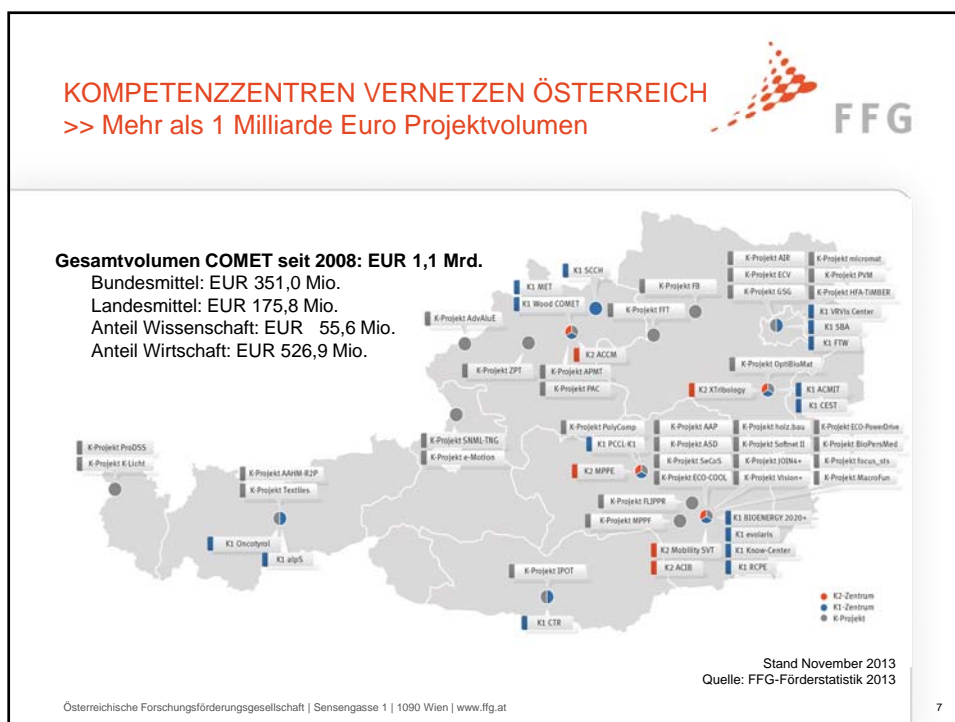 KOMPETENZZENTREN VERNETZEN ÖSTERREICH
>> Mehr als 1 Milliarde Euro Projektvolumen
FFG
Gesamtvolumen COMET seit 2008: EUR 1,1 Mrd.
Bundesmittel: EUR 351,0 Mio.
Landesmittel: EUR 175,8 Mio.
Anteil Wissenschaft: EUR 55,6 Mio.
Anteil Wirtschaft: EUR 526,9 Mio.
K1 SCCH
K1 MET
K1 Wood COMET
K-Projekt FB
K-Projekt FFT
K-Projekt AdvAluE
K2 ACCM
K-Projekt ZPT
K-Projekt APMT
K-Projekt PAC
K-Projekt AIR
K-Projekt micromat
K-Projekt ECV
K-Projekt PVM
K-Projekt GSG
K-Projekt HFA-TiMBER
K1 VRVis Center
K1 SBA
K1 FTW
K-Projekt OptiBioMat
K2 XTribology
K1 ACMIT
K1 CEST
K-Projekt ProDSS
K-Projekt K-Licht
K-Projekt AAHM-R2P
K-Projekt Textiles
K1 Oncotyrol
K1 alpS
K-Projekt SNML-TNG
K-Projekt e-Motion
K-Projekt PolyComp
K1 PCCL-K1
K2 MPPE
K-Projekt AAP
K-Projekt holz.bau
K-Projekt ECO-PowerDrive
K-Projekt ASD
K-Projekt Softnet II
K-Projekt BioPersMed
K-Projekt SeCoS
K-Projekt JOIN4+
K-Projekt focus_sts
K-Projekt ECO-COOL
K-Projekt Vision+
K-Projekt MacroFun
K-Projekt FLIPPR
K-Projekt MPPF
K1 BIOENERGY 2020+
K1 evolaris
K2 Mobility SVT
K1 Know-Center
K2 ACIB
K1 RCPE
K-Projekt IPOT
K1 CTR
K2-Zentrum
K1-Zentrum
K-Projekt
Stand November 2013
Quelle: FFG-Förderstatistik 2013
Österreichische Forschungsförderungsgesellschaft | Sensengasse 1 | 1090 Wien | www.ffg.at
7